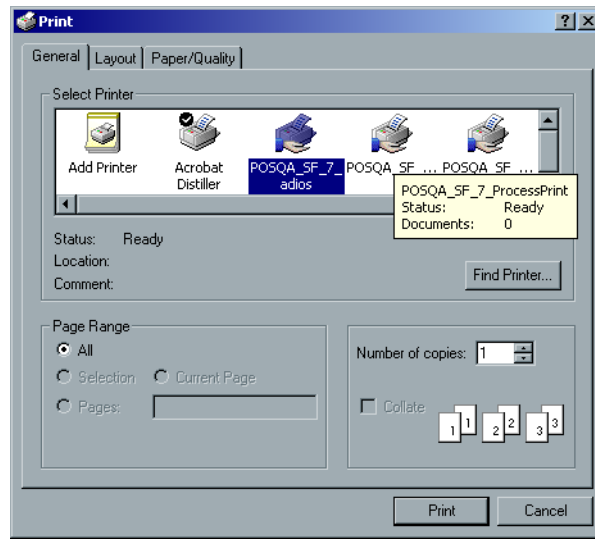 Print
General Layout Paper/Quality
Select Printer
Add Printer
Acrobat
Distiller
POSQA_SF_7_
adios
POSQA_SF ...
POSQA_SF ...
POSQA_SF_7_ProcessPrint
Status: Ready
Documents: 0
Status: Ready
Location:
Comment:
Find Printer...
Page Range
All
Selection Current Page
Pages:
Number of copies: 1
Collate
1 1 2 2 3 3
Print Cancel